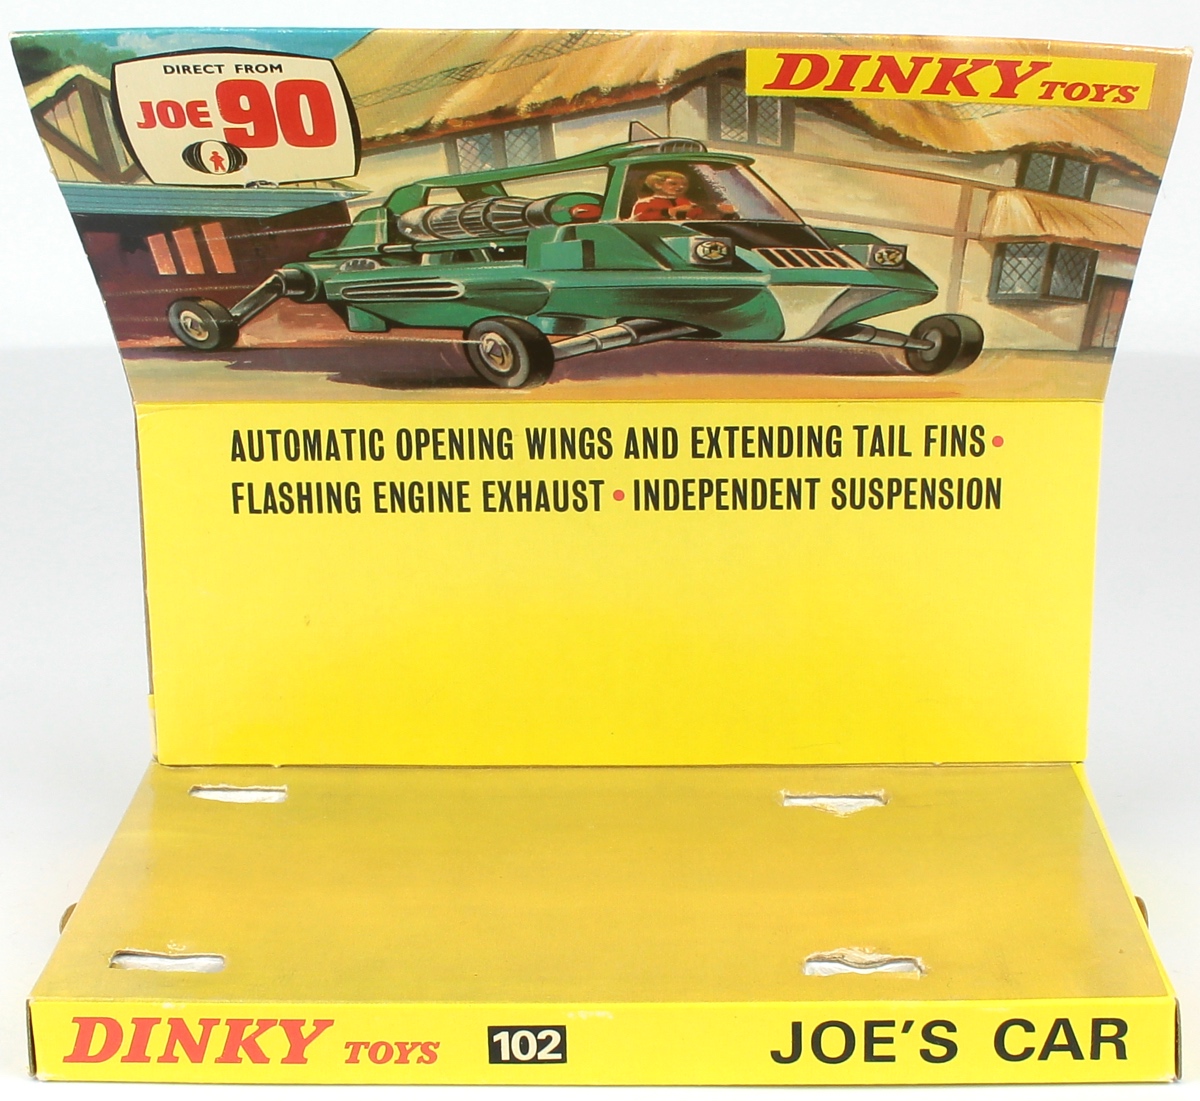 DIRECT FROM
JOE 90
DINKY TOYS
AUTOMATIC OPENING WINGS AND EXTENDING TAIL FINS •
FLASHING ENGINE EXHAUST • INDEPENDENT SUSPENSION
DINKY TOYS 102 JOE'S CAR